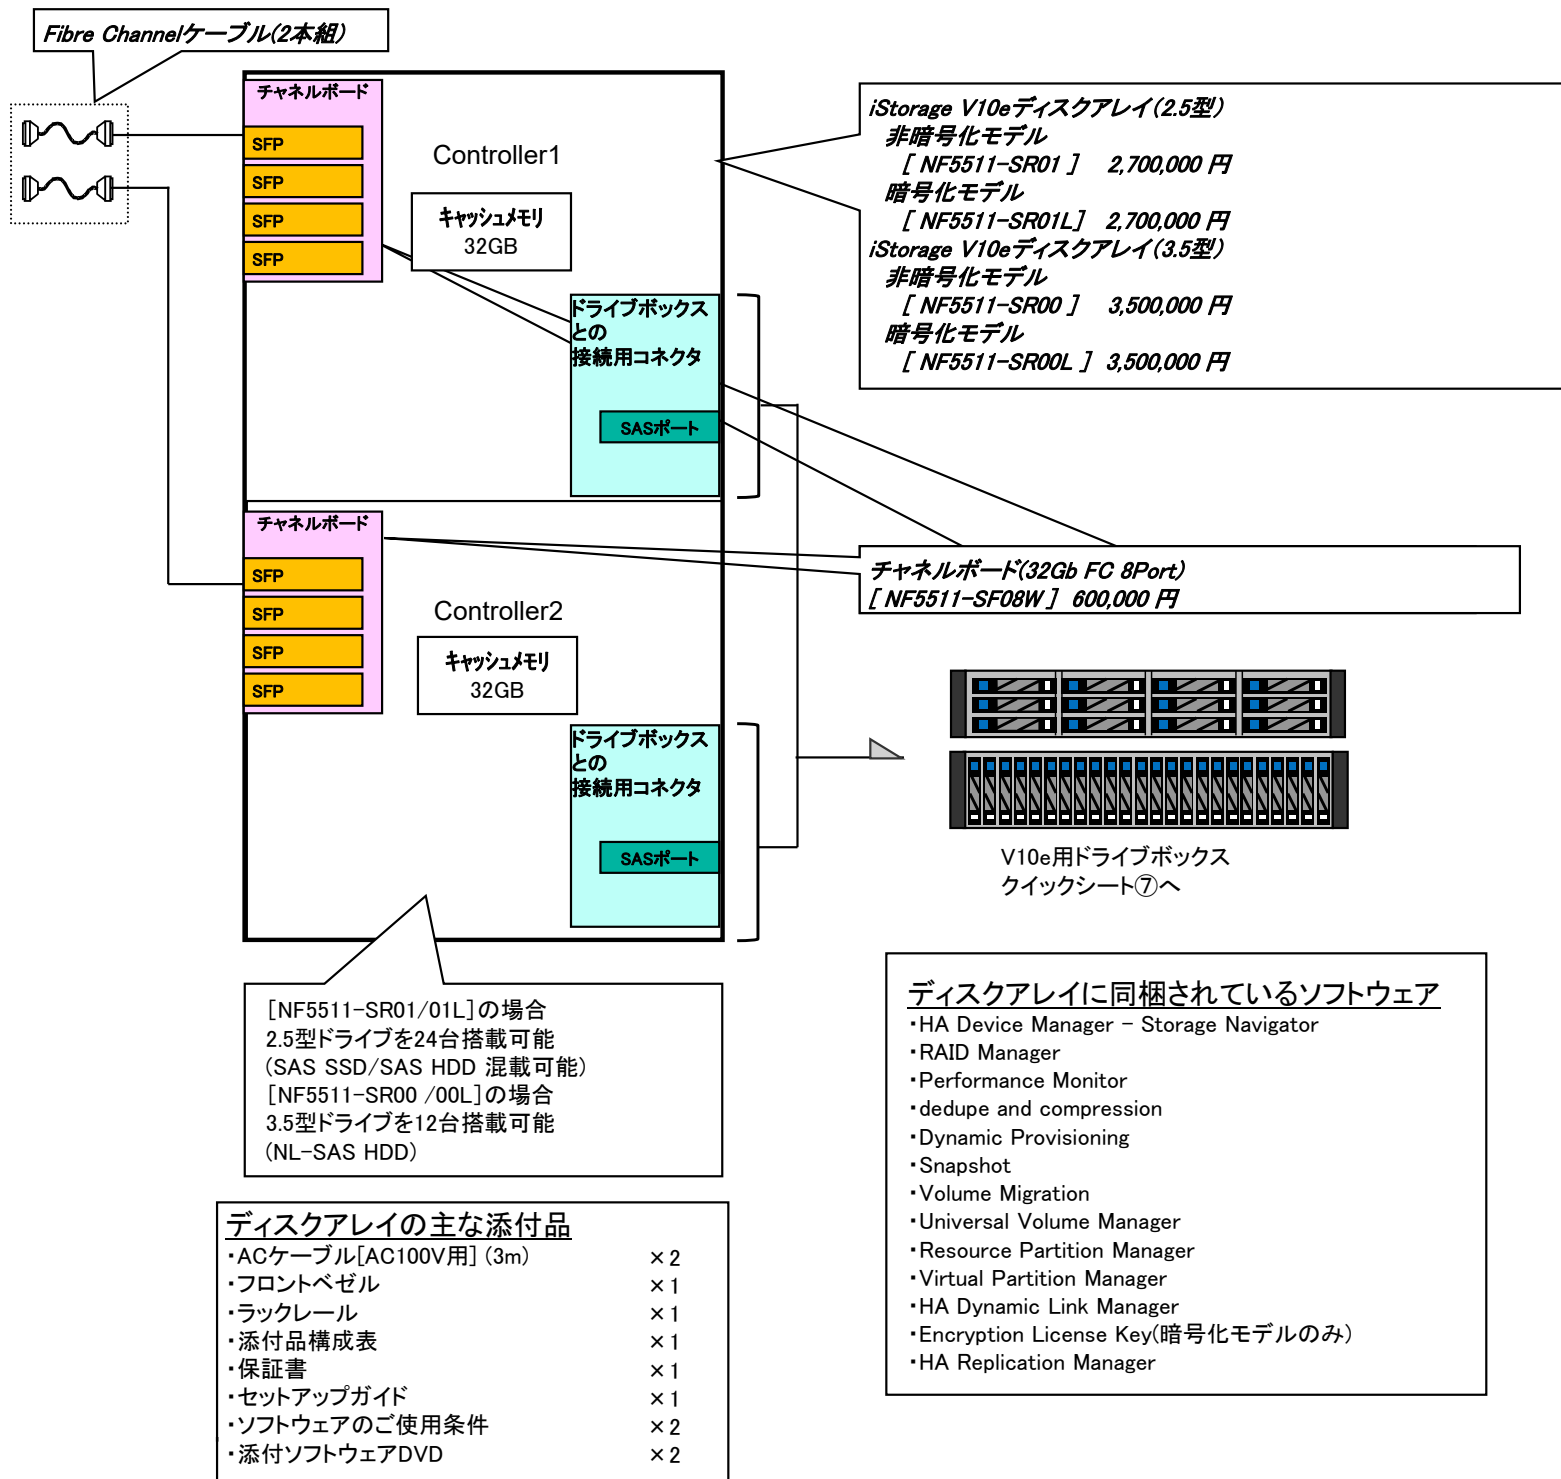 Fibre Channelケーブル(2本組)
チャネルボード
SFP
SFP
SFP
SFP
Controller1
キャッシュメモリ
32GB
ドライブボックス
との
接続用コネクタ
SASポート
iStorage V10eディスクアレイ(2.5型)
非暗号化モデル
[ NF5511-SR01 ] 2,700,000 円
暗号化モデル
[ NF5511-SR01L] 2,700,000 円
iStorage V10eディスクアレイ(3.5型)
非暗号化モデル
[ NF5511-SR00 ] 3,500,000 円
暗号化モデル
[ NF5511-SR00L ] 3,500,000 円
チャネルボード
SFP
SFP
SFP
SFP
Controller2
キャッシュメモリ
32GB
ドライブボックス
との
接続用コネクタ
SASポート
チャネルボード(32Gb FC 8Port)
[ NF5511-SF08W ] 600,000 円
V10e用ドライブボックス
クイックシート⑦へ
[NF5511-SR01/01L]の場合
2.5型ドライブを24台搭載可能
(SAS SSD/SAS HDD 混載可能)
[NF5511-SR00 /00L]の場合
3.5型ドライブを12台搭載可能
(NL-SAS HDD)
ディスクアレイの主な添付品
・ACケーブル[AC100V用] (3m) ×2
・フロントベゼル ×1
・ラックレール ×1
・添付品構成表 ×1
・保証書 ×1
・セットアップガイド ×1
・ソフトウェアのご使用条件 ×2
・添付ソフトウェアDVD ×2
ディスクアレイに同梱されているソフトウェア
・HA Device Manager - Storage Navigator
・RAID Manager
・Performance Monitor
・dedupe and compression
・Dynamic Provisioning
・Snapshot
・Volume Migration
・Universal Volume Manager
・Resource Partition Manager
・Virtual Partition Manager
・HA Dynamic Link Manager
・Encryption License Key(暗号化モデルのみ)
・HA Replication Manager